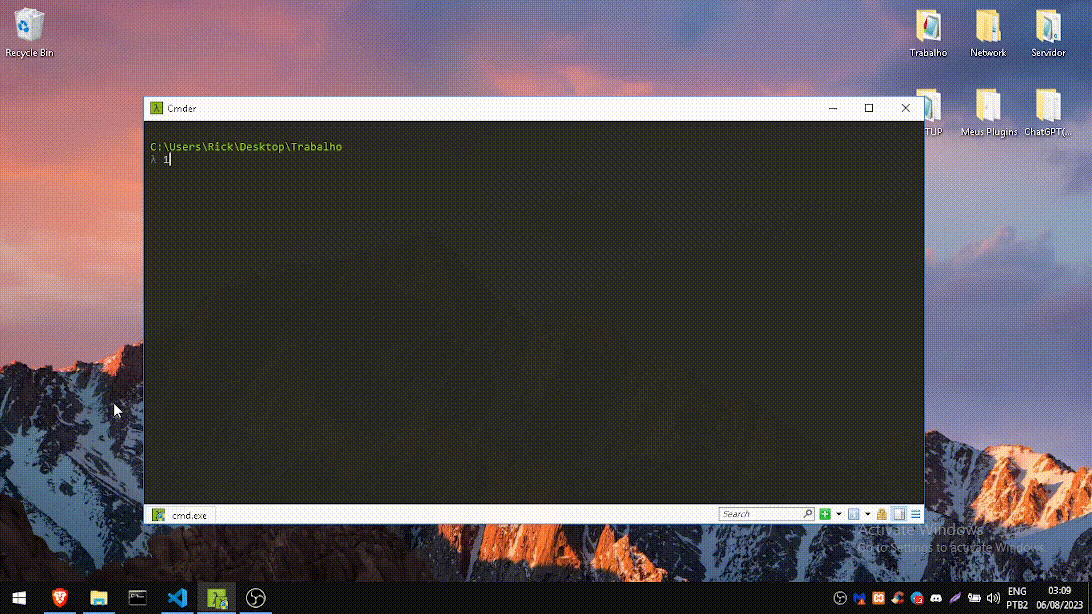 Recycle Bin
Trabalho
Network
Servidor
TUP
Meus Plugins
ChatGPT(...
Cmder
C:\Users\Rick\Desktop\Trabalho
λ 1
cmd.exe
Search
Activate Windows
Go to Settings to activate Windows.
ENG
PTB2
03:09
06/08/2023